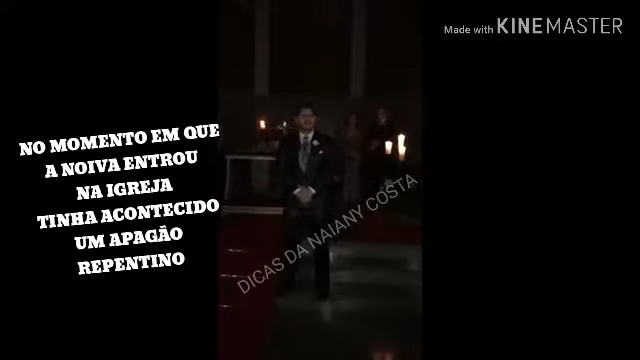 Made with KINEMASTER
NO MOMENTO EM QUE
A NOIVA ENTROU
NA IGREJA
TINHA ACONTECIDO
UM APAGÃO
REPENTINO
DICAS DA NAIANY COSTA